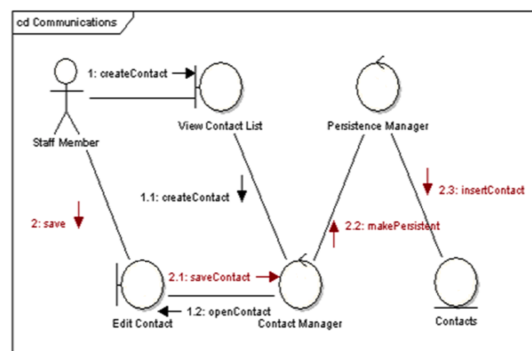 cd Communications
1: createContact
View Contact List
Persistence Manager
Staff Member
1.1: createContact
2.3: insertContact
2: save
2.2: makePersistent
2.1: saveContact
1.2: openContact
Edit Contact
Contact Manager
Contacts